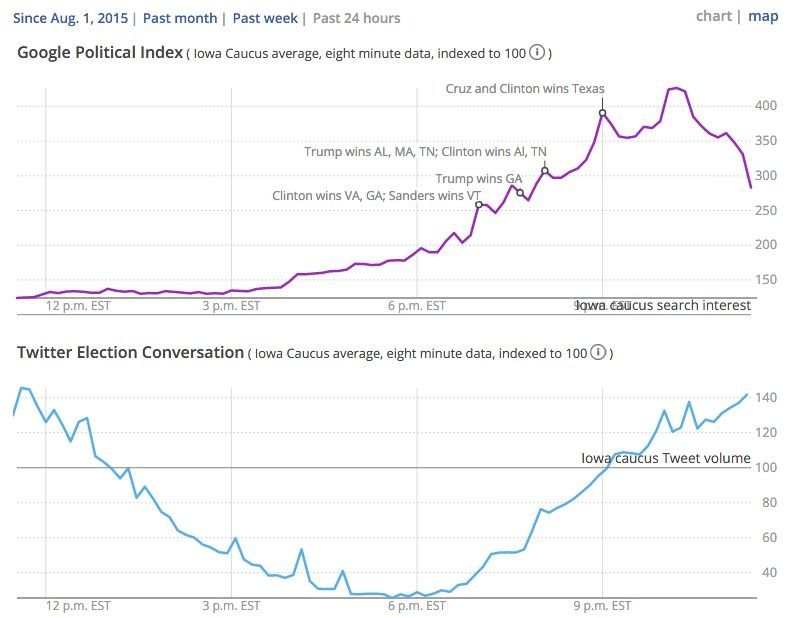 Since Aug. 1, 2015 | Past month | Past week | Past 24 hours
chart | map
Google Political Index ( Iowa Caucus average, eight minute data, indexed to 100 i )
Cruz and Clinton wins Texas
400
Trump wins AL, MA, TN; Clinton wins Al, TN
350
Trump wins GA
300
Clinton wins VA, GA; Sanders wins VT
250
200
150
12 p.m. EST
3 p.m. EST
6 p.m. EST
9 p.m. EST
Iowa caucus search interest
Twitter Election Conversation ( Iowa Caucus average, eight minute data, indexed to 100 i )
140
120
Iowa caucus Tweet volume
100
80
60
40
12 p.m. EST
3 p.m. EST
6 p.m. EST
9 p.m. EST